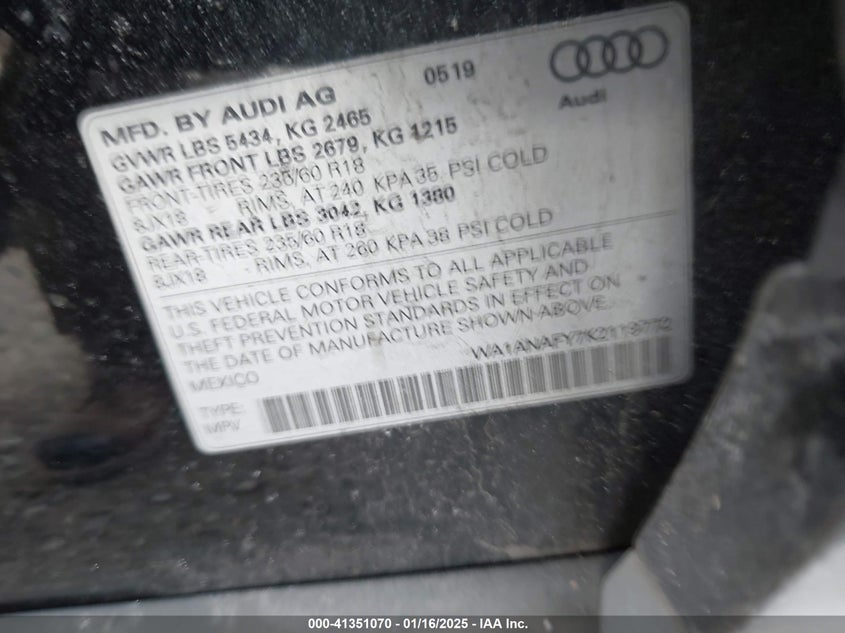 MFD. BY AUDI AG 0519
Audi
GVWR LBS 5434, KG 2465
GAWR FRONT LBS 2679, KG 1215
FRONT-TIRES 235/60 R18
8JX18 RIMS, AT 240 KPA 35 PSI COLD
GAWR REAR LBS 3042, KG 1380
REAR-TIRES 235/60 R18
8JX18 RIMS, AT 260 KPA 38 PSI COLD
THIS VEHICLE CONFORMS TO ALL APPLICABLE
U.S. FEDERAL MOTOR VEHICLE SAFETY AND
THEFT PREVENTION STANDARDS IN EFFECT ON
THE DATE OF MANUFACTURE SHOWN ABOVE.
MEXICO
TYPE:
MPV
000-41351070 - 01/16/2025 - IAA Inc.